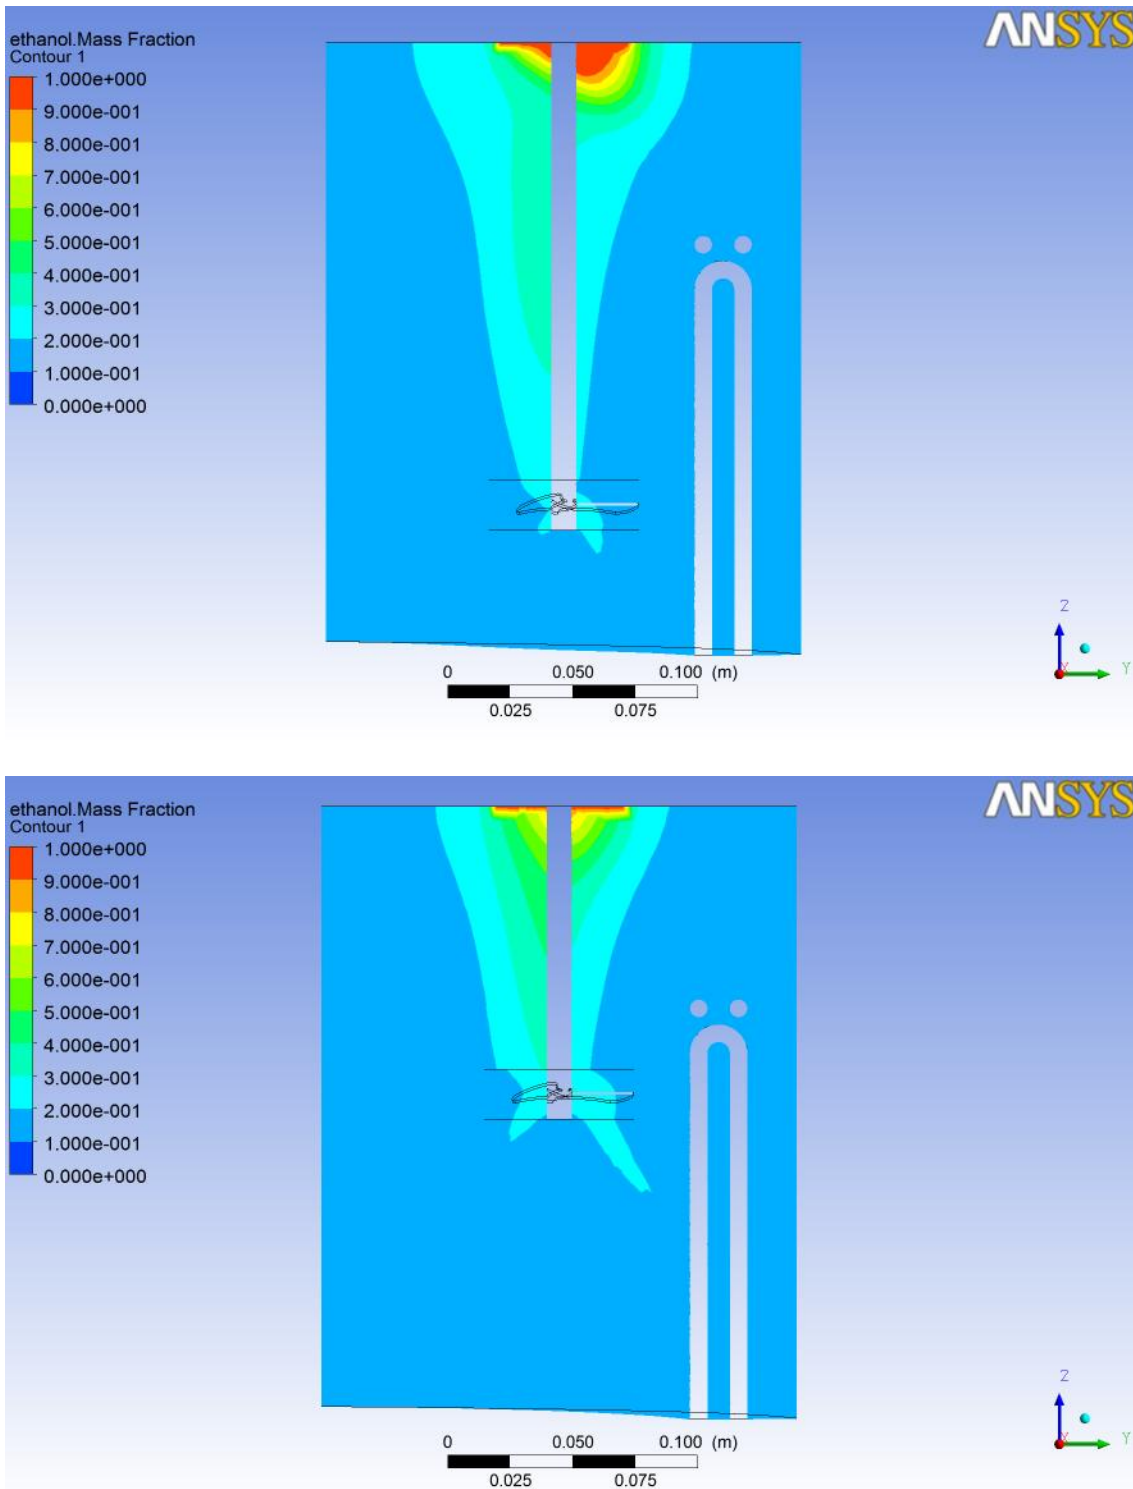 ethanol.Mass Fraction
Contour 1
1.000e+000
9.000e-001
8.000e-001
7.000e-001
6.000e-001
5.000e-001
4.000e-001
3.000e-001
2.000e-001
1.000e-001
0.000e+000
ANSYS
Z
X
Y
0 0.050 0.100 (m)
0.025 0.075
ethanol.Mass Fraction
Contour 1
1.000e+000
9.000e-001
8.000e-001
7.000e-001
6.000e-001
5.000e-001
4.000e-001
3.000e-001
2.000e-001
1.000e-001
0.000e+000
ANSYS
Z
X
Y
0 0.050 0.100 (m)
0.025 0.075